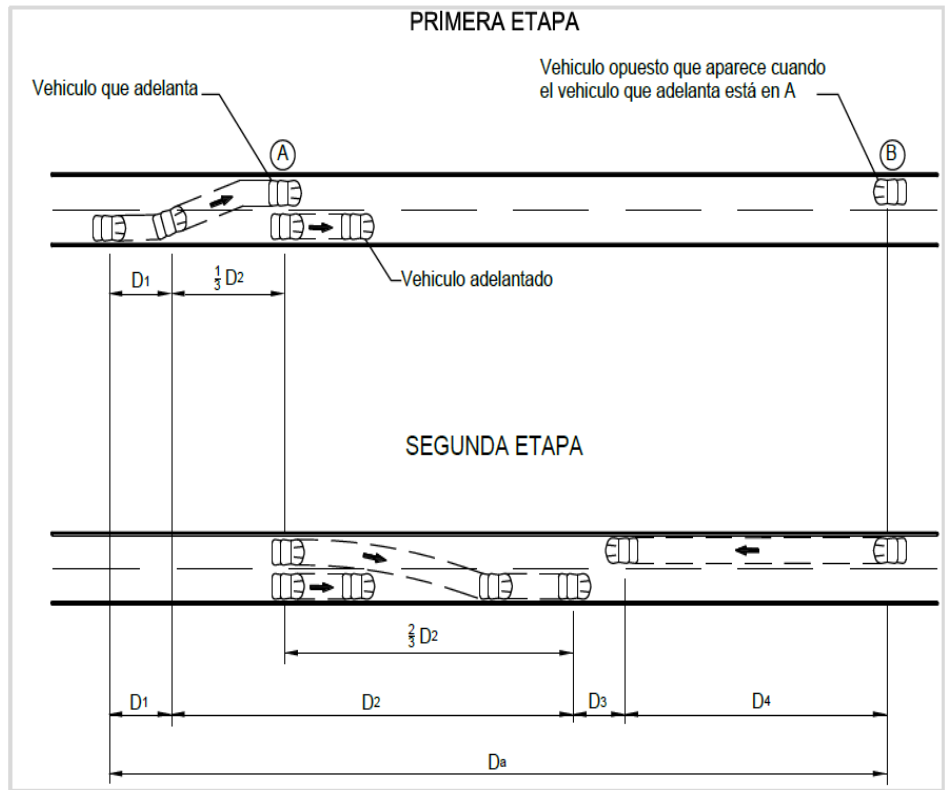 PRIMERA ETAPA
Vehiculo que adelanta
Vehiculo opuesto que aparece cuando
el vehiculo que adelanta está en A
A
B
Vehiculo adelantado
D1
1/3 D2
SEGUNDA ETAPA
2/3 D2
D1
D2
D3
D4
Da